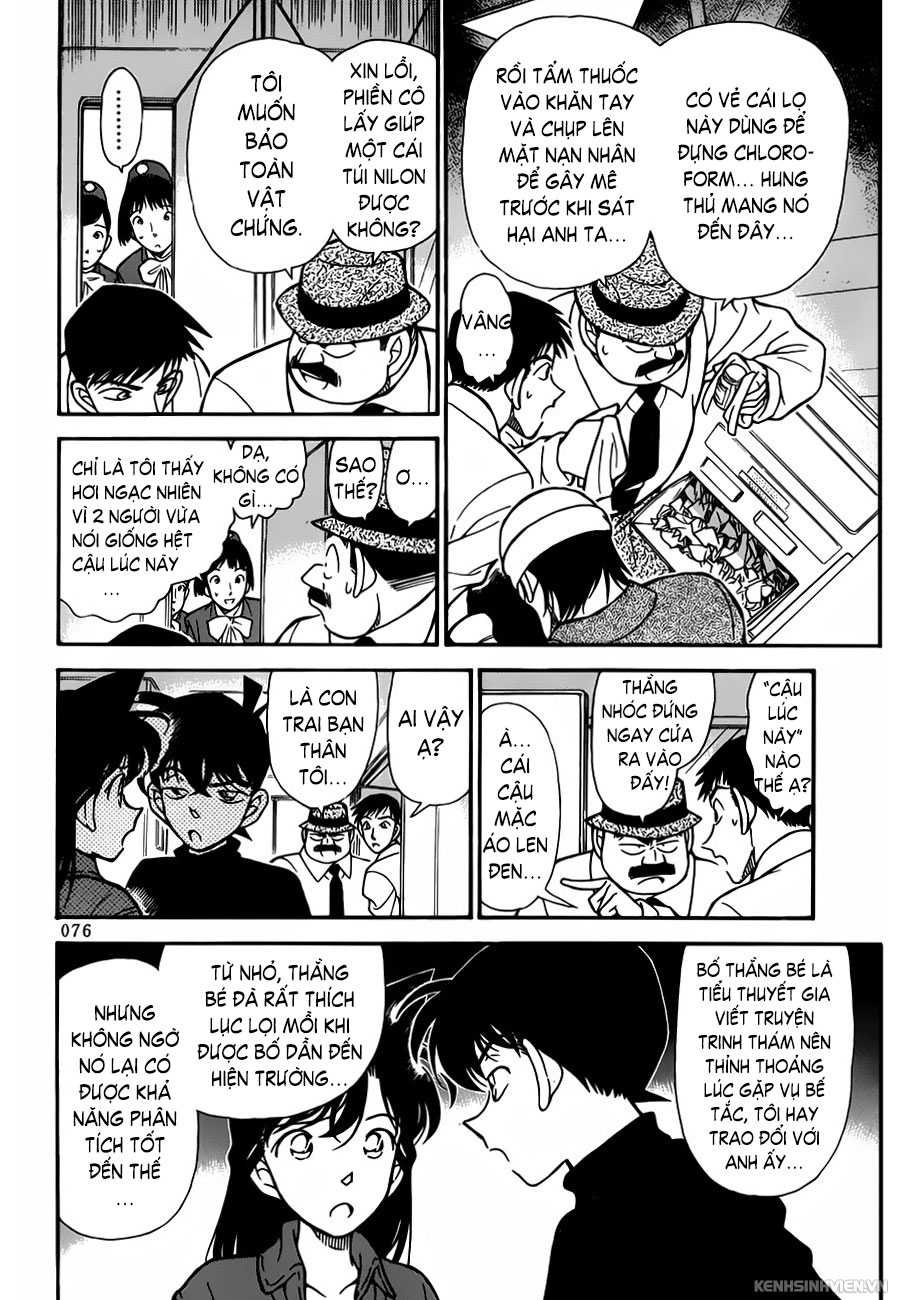 CÓ VẺ CÁI LỌ
NÀY DÙNG ĐỂ
ĐỰNG CHLORO-
FORM... HUNG
THỦ MANG NÓ
ĐẾN ĐÂY...
RỒI TẨM THUỐC
VÀO KHĂN TAY
VÀ CHỤP LÊN
MẶT NẠN NHÂN
ĐỂ GÂY MÊ
TRƯỚC KHI SÁT
HẠI ANH TA...
VÂNG
...
XIN LỖI,
PHIỀN CÔ
LẤY GIÚP
MỘT CÁI
TÚI NILON
ĐƯỢC
KHÔNG?
TÔI
MUỐN
BẢO
TOÀN
VẬT
CHỨNG.
.........
Ơ...
SAO
THẾ?
DẠ,
KHÔNG CÓ
GÌ...
CHỈ LÀ TÔI THẤY
HƠI NGẠC NHIÊN
VÌ 2 NGƯỜI VỪA
NÓI GIỐNG HỆT
CẬU LÚC NÀY
...
"CẬU
LÚC
NÀY"
NÀO
THẾ Ạ?
THẰNG
NHÓC ĐỨNG
NGAY CỬA
RA VÀO
ĐẤY!
À...
CÁI
CẬU
MẶC
ÁO LEN
ĐEN...
AI VẬY
Ạ?
LÀ CON
TRAI BẠN
THÂN
TÔI...
076
BỐ THẰNG BÉ LÀ
TIỂU THUYẾT GIA
VIẾT TRUYỆN
TRINH THÁM NÊN
THỈNH THOẢNG
LÚC GẶP VỤ BẾ
TẮC, TÔI HAY
TRAO ĐỔI VỚI
ANH ẤY...
TỪ NHỎ, THẰNG
BÉ ĐÃ RẤT THÍCH
LỤC LỌI MỖI KHI
ĐƯỢC BỐ DẪN ĐẾN
HIỆN TRƯỜNG...
NHƯNG
KHÔNG NGỜ
NÓ LẠI CÓ
ĐƯỢC KHẢ
NĂNG PHÂN
TÍCH TỐT
ĐẾN THẾ
...
KENHSINHVIEN.VN